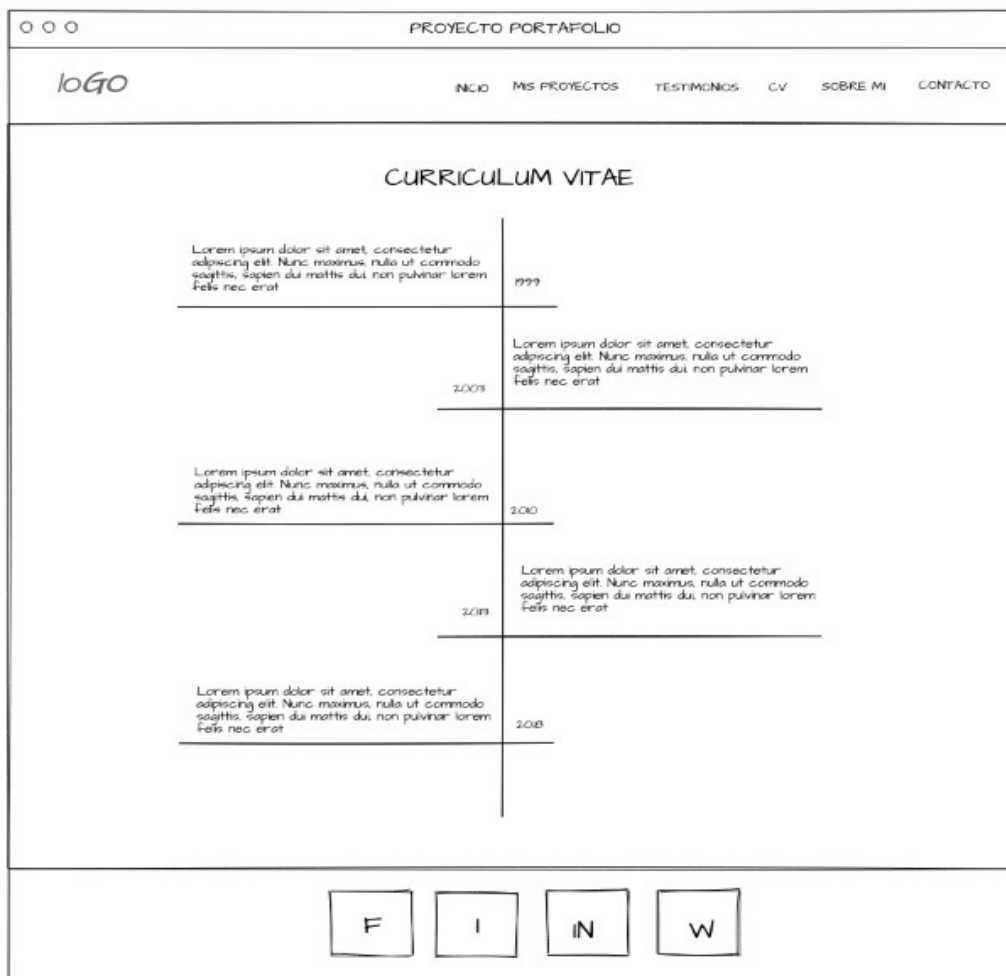 PROYECTO PORTAFOLIO
loGO
INICIO MIS PROYECTOS TESTIMONIOS CV SOBRE MI CONTACTO
CURRICULUM VITAE
Lorem ipsum dolor sit amet, consectetur
adipiscing elit. Nunc maximus, nulla ut commodo
sagittis, sapien dui mattis dui, non pulvinar lorem
felis nec erat
1999
Lorem ipsum dolor sit amet, consectetur
adipiscing elit. Nunc maximus, nulla ut commodo
sagittis, sapien dui mattis dui, non pulvinar lorem
felis nec erat
2003
Lorem ipsum dolor sit amet, consectetur
adipiscing elit. Nunc maximus, nulla ut commodo
sagittis, sapien dui mattis dui, non pulvinar lorem
felis nec erat
2010
Lorem ipsum dolor sit amet, consectetur
adipiscing elit. Nunc maximus, nulla ut commodo
sagittis, sapien dui mattis dui, non pulvinar lorem
felis nec erat
Lorem ipsum dolor sit amet, consectetur
adipiscing elit. Nunc maximus, nulla ut commodo
sagittis, sapien dui mattis dui, non pulvinar lorem
felis nec erat
F I IN W